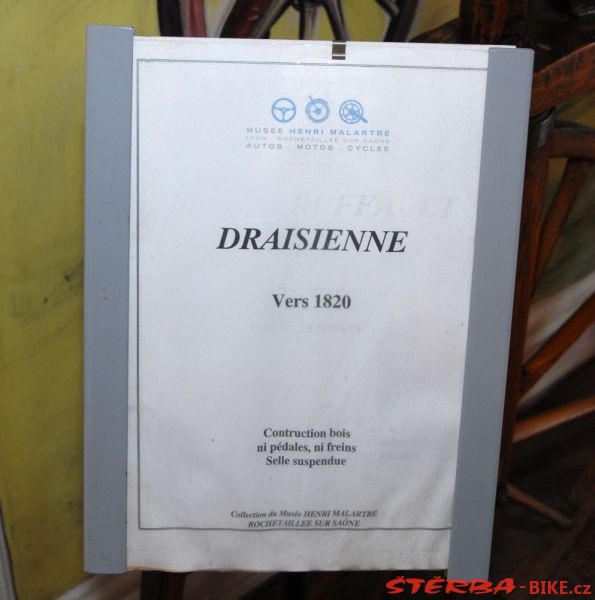 MUSEE HENRI MALARTRE
LYON . ROCHETAILLEE SUR SAONE
AUTOS . MOTOS . CYCLES
DRAISIENNE
Vers 1820
Contruction bois
ni pédales, ni freins
Selle suspendue
Collection du Musée HENRI MALARTRE
ROCHETAILLEE SUR SAÔNE
ŠTĚRBA-BIKE.cz